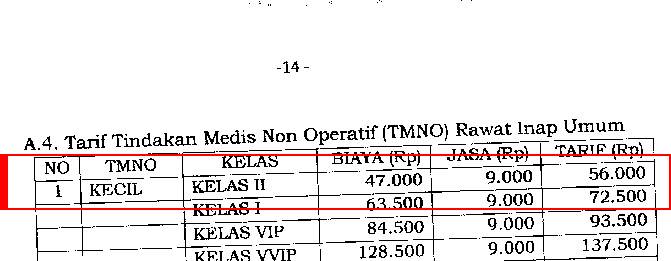 -14-
A.4. Tarif Tindakan Medis Non Operatif (TMNO) Rawat Inap Umum
NO TMNO KELAS BIAYA (Rp) JASA (Rp) TARIF (Rp)
1 KECIL KELAS II 47.000 9.000 56.000
KELAS I 63.500 9.000 72.500
KELAS VIP 84.500 9.000 93.500
KELAS VVIP 128.500 9.000 137.500